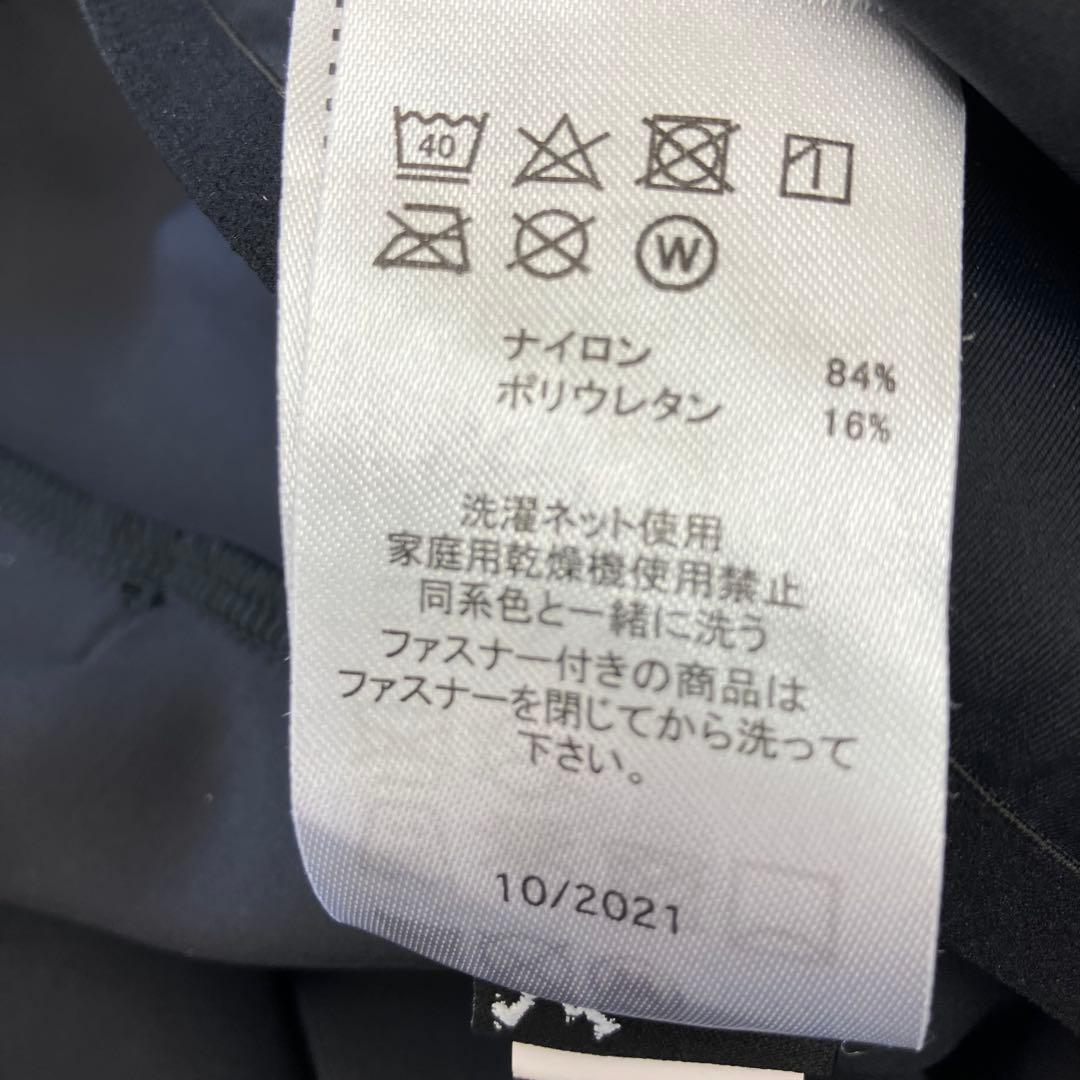 40
W
ナイロン 84%
ポリウレタン 16%
洗濯ネット使用
家庭用乾燥機使用禁止
同系色と一緒に洗う
ファスナー付きの商品は
ファスナーを閉じてから洗って
下さい。
10/2021